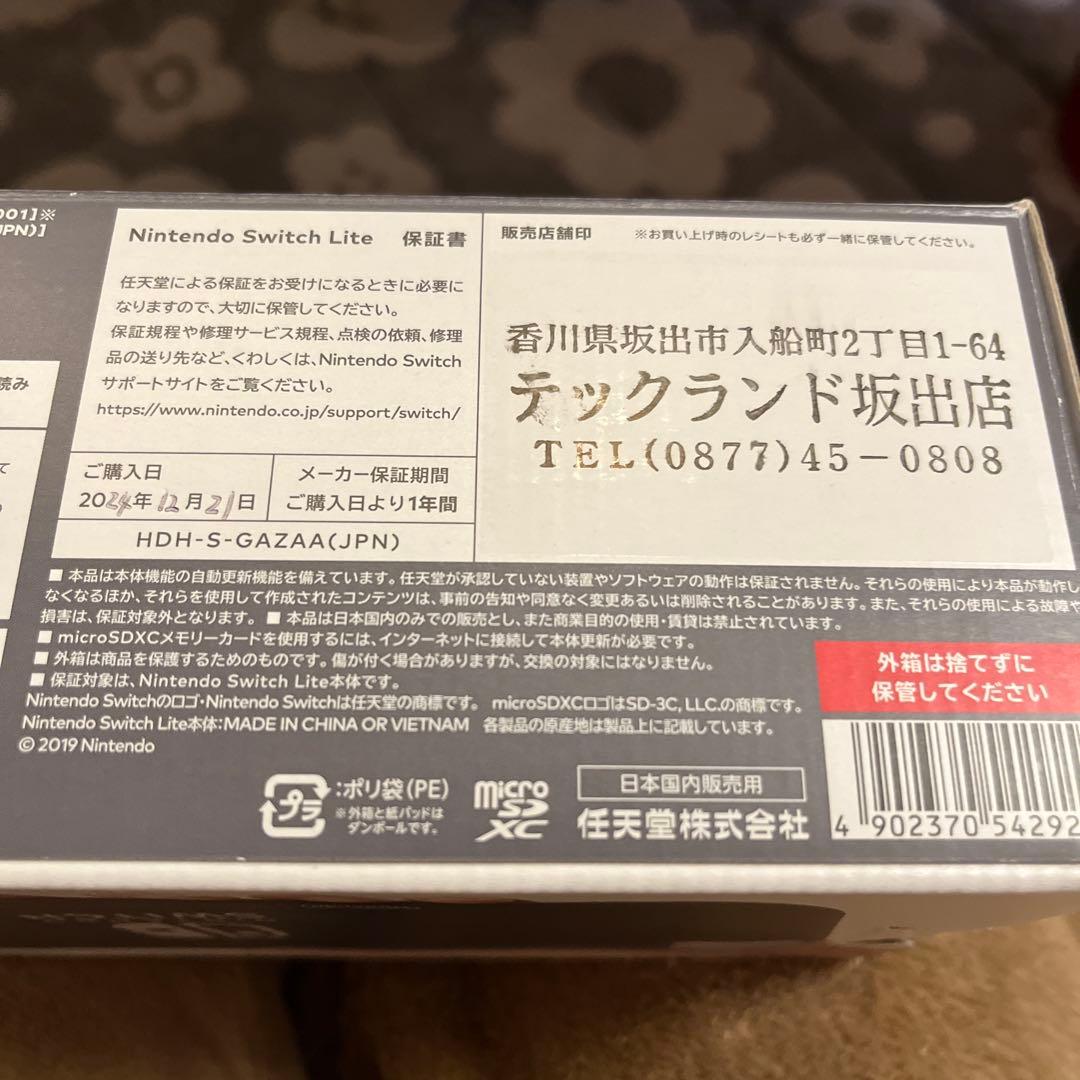 001]※
JPN)]
読み
て
Nintendo Switch Lite 保証書
任天堂による保証をお受けになるときに必要に
なりますので、大切に保管してください。
保証規程や修理サービス規程、点検の依頼、修理
品の送り先など、くわしくは、Nintendo Switch
サポートサイトをご覧ください。
https://www.nintendo.co.jp/support/switch/
ご購入日
2024年12月21日
メーカー保証期間
ご購入日より1年間
HDH-S-GAZAA(JPN)
販売店舗印 ※お買い上げ時のレシートも必ず一緒に保管してください。
香川県坂出市入船町2丁目1-64
テックランド坂出店
TEL(0877)45-0808
■ 本品は本体機能の自動更新機能を備えています。任天堂が承認していない装置やソフトウェアの動作は保証されません。それらの使用により本品が動作し
なくなるほか、それらを使用して作成されたコンテンツは、事前の告知や同意なく変更あるいは削除されることがあります。また、それらの使用による故障や
損害は、保証対象外となります。 ■ 本品は日本国内のみでの販売とし、また商業目的の使用・賃貸は禁止されています。
■ microSDXCメモリーカードを使用するには、インターネットに接続して本体更新が必要です。
■ 外箱は商品を保護するためのものです。傷が付く場合がありますが、交換の対象にはなりません。
■ 保証対象は、Nintendo Switch Lite本体です。
Nintendo Switchのロゴ・Nintendo Switchは任天堂の商標です。 microSDXCロゴはSD-3C, LLC.の商標です。
Nintendo Switch Lite本体:MADE IN CHINA OR VIETNAM 各製品の原産地は製品上に記載しています。
© 2019 Nintendo
外箱は捨てずに
保管してください
プラ
:ポリ袋(PE)
※外箱と紙パッドは
ダンボールです。
micro
SD
XC
日本国内販売用
任天堂株式会社
4 902370 54292